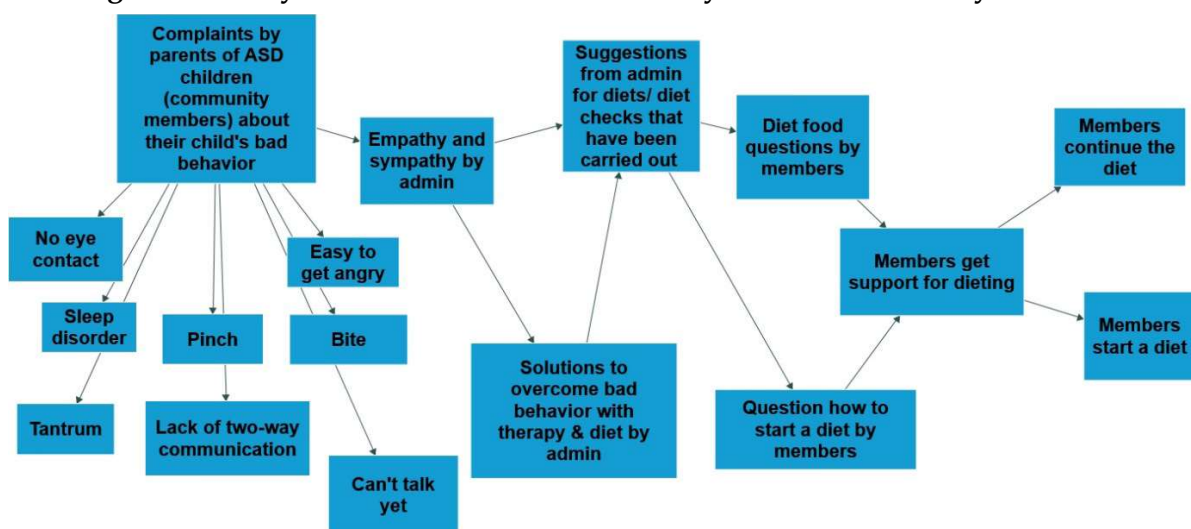 Complaints by
parents of ASD
children
(community
members) about
their child's bad
behavior
No eye
contact
Sleep
disorder
Tantrum
Pinch
Lack of two-way
communication
Easy to
get angry
Bite
Can't talk
yet
Empathy and
sympathy by
admin
Solutions to
overcome bad
behavior with
therapy & diet by
admin
Suggestions
from admin
for diets/ diet
checks that
have been
carried out
Diet food
questions by
members
Question how to
start a diet by
members
Members get
support for dieting
Members
continue the
diet
Members
start a diet